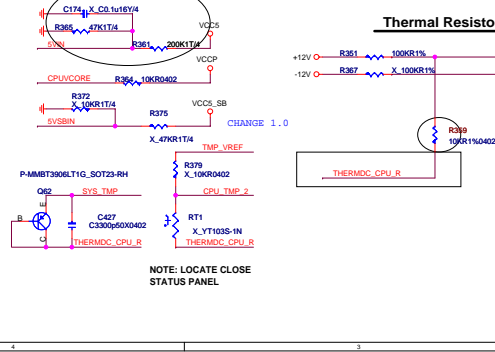 C174 X_C0.1u16Y/4
R365 47K1T/4
VCC5
5VIN
R361 200K1T/4
VCCP
CPUVCORE
R364 10KR0402
R372
X_10KR1T/4
VCC5_SB
5VSBIN
R375
X_47KR1T/4
CHANGE 1.0
TMP_VREF
R379
X_10KR0402
P-MMBT3906LT1G_SOT23-RH
Q62
SYS_TMP
CPU_TMP_2
E
B
C
C427
C3300p50X0402
RT1
X_YT103S-1N
THERMDC_CPU_R
THERMDC_CPU_R
NOTE: LOCATE CLOSE
STATUS PANEL
Thermal Resisto
+12V R351 100KR1%
-12V R367 X_100KR1%
10KR1%0402
THERMDC_CPU_R
4
3